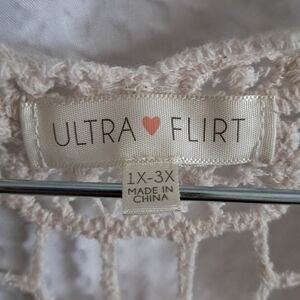 ULTRA ♥ FLIRT
1X-3X
MADE IN
CHINA